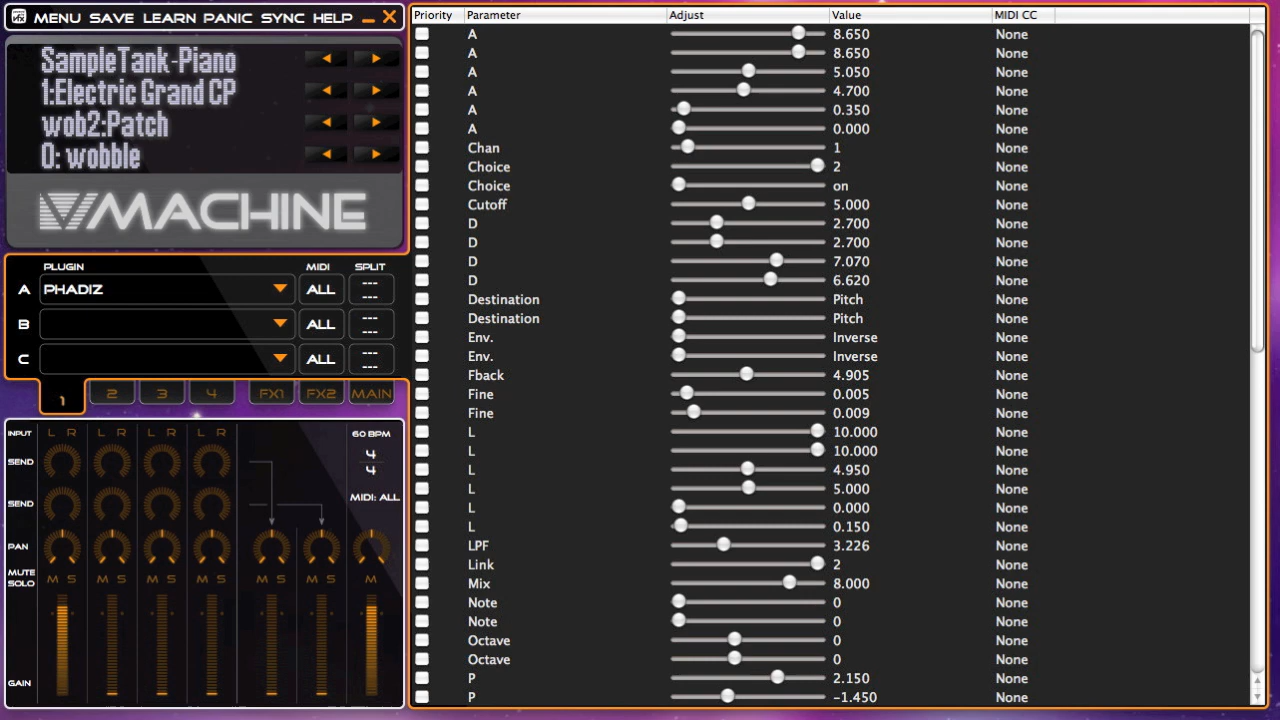 MENU SAVE LEARN PANIC SYNC HELP
SampleTank-Piano
1:Electric Grand CP
wob2:Patch
0: wobble
VMACHINE
PLUGIN MIDI SPLIT
A PHADIZ ALL --- ---
B ALL --- ---
C ALL --- ---
1 2 3 4 FX1 FX2 MAIN
INPUT L R L R L R L R 60 BPM
SEND 4
4
SEND MIDI: ALL
PAN
MUTE M S M S M S M S M S M S M
SOLO
GAIN
Priority Parameter Adjust Value MIDI CC
A 8.650 None
A 8.650 None
A 5.050 None
A 4.700 None
A 0.350 None
A 0.000 None
Chan 1 None
Choice 2 None
Choice on None
Cutoff 5.000 None
D 2.700 None
D 2.700 None
D 7.070 None
D 6.620 None
Destination Pitch None
Destination Pitch None
Env. Inverse None
Env. Inverse None
Fback 4.905 None
Fine 0.005 None
Fine 0.009 None
L 10.000 None
L 10.000 None
L 4.950 None
L 5.000 None
L 0.000 None
L 0.150 None
LPF 3.226 None
Link 2 None
Mix 8.000 None
Note 0 None
Note 0 None
Octave 0 None
Octave 0 None
P 2.150 None
P -1.450 None